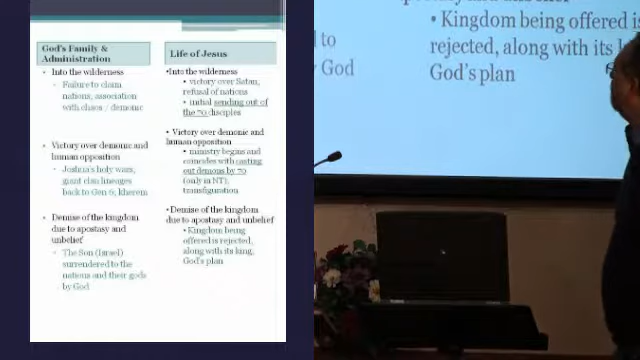 God's Family &
Administration
Into the wilderness
Failure to claim
nations, association
with chaos / demonic
Victory over demonic and
human opposition
Joshua's holy wars,
giant clan lineages
back to Gen 6; kherem
Demise of the kingdom
due to apostasy and
unbelief
The Son (Israel)
surrendered to the
nations and their gods
by God
Life of Jesus
•Into the wilderness
• victory over Satan,
refusal of nations
• initial sending out of
the 70 disciples
Victory over demonic and
human opposition
• ministry begins and
coincides with casting
out demons by 70
(only in NT);
transfiguration
•Demise of the kingdom
due to apostasy and unbelief
•Kingdom being
offered is rejected,
along with its king,
God's plan
to
God
• Kingdom being offered is
rejected, along with its
God's plan